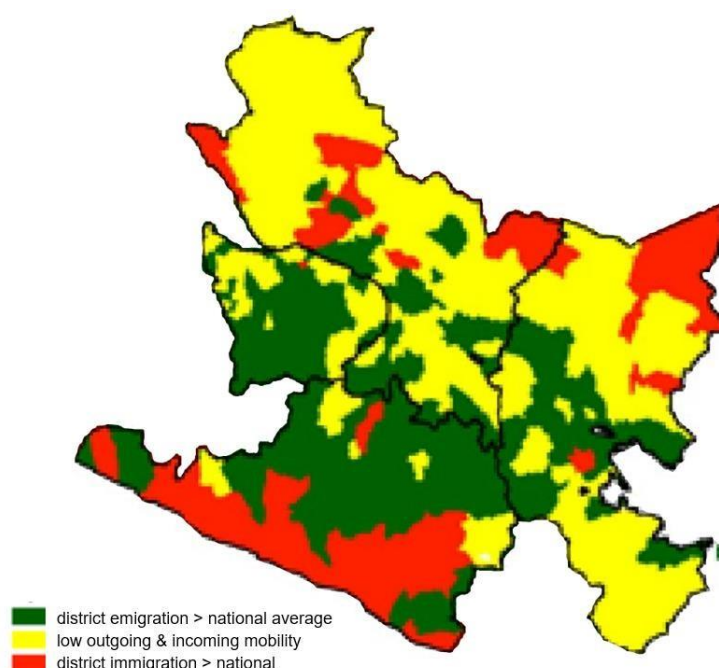 district emigration > national average
low outgoing & incoming mobility
district immigration > national